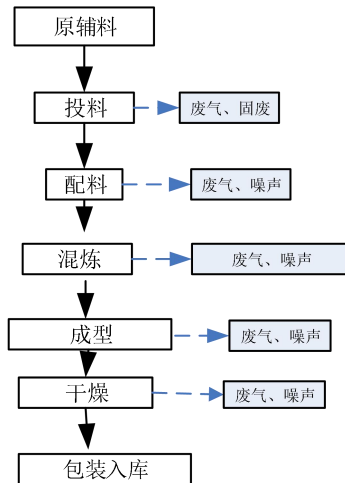 原辅料
投料
废气、固废
配料
废气、噪声
混炼
废气、噪声
成型
废气、噪声
干燥
废气、噪声
包装入库